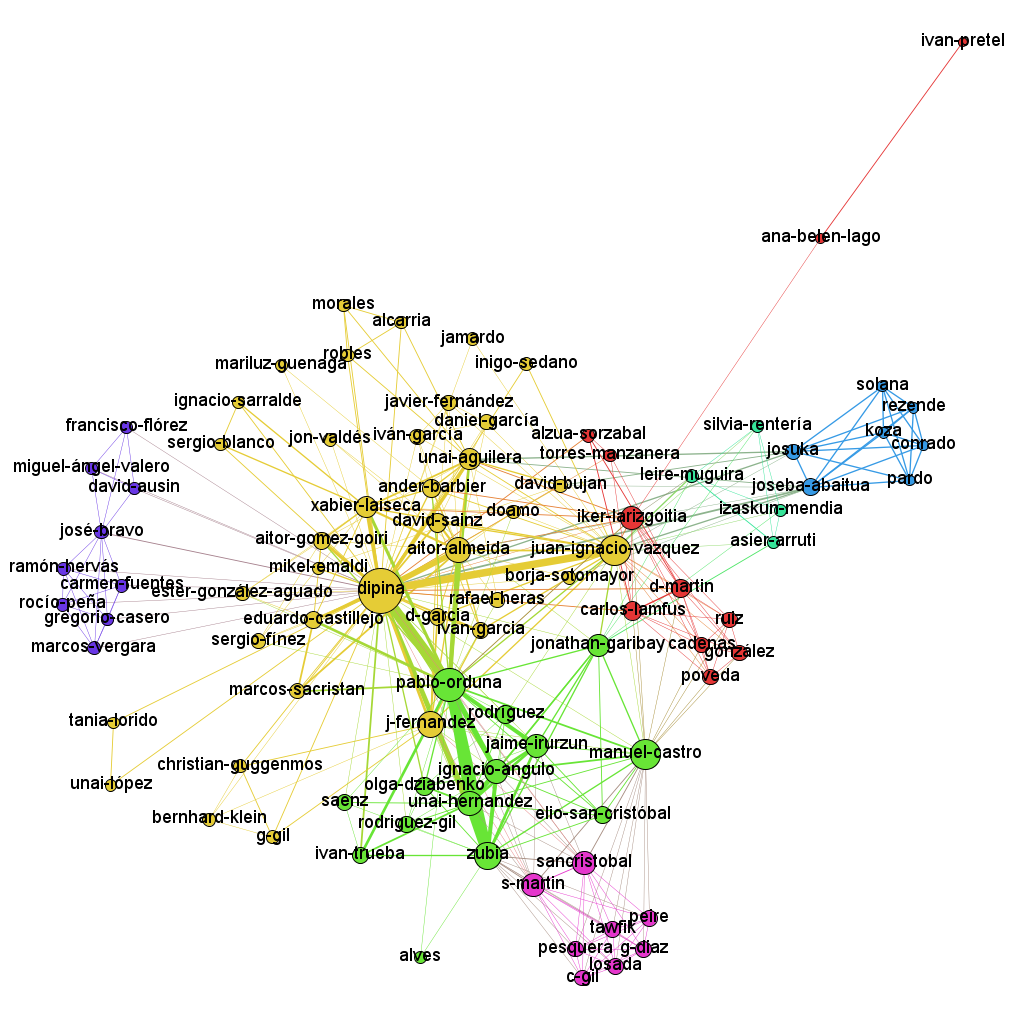 ivan-pretel
ana-belen-lago
morales
alcarria
jamardo
robles
mariluz-guenaga
inigo-sedano
solana
ignacio-sarralde
javier-fernández
rezende
daniel-garcía
francisco-flórez
silvia-rentería
koza
alzua-sorzabal
jon-valdés
iván-garcía
sergio-blanco
conrado
josuka
torres-manzanera
unai-aguilera
miguel-ángel-valero
leire-muguira
pardo
david-ausin
ander-barbier
david-bujan
joseba-abaitua
xabier-laiseca
doamo
izaskun-mendia
iker-larizgoitia
david-sainz
josé-bravo
aitor-gomez-goiri
asier-arruti
aitor-almeida
juan-ignacio-vazquez
ramón-hervás
mikel-emaldi
borja-sotomayor
carmen-fuentes
dipina
d-martin
ester-gonzález-aguado
rafael-heras
rocío-peña
carlos-lamfus
d-garcia
gregorio-casero
eduardo-castillejo
ruiz
ivan-garcia
sergio-fínez
marcos-vergara
jonathan-garibay
cadenas
gonzález
poveda
pablo-orduna
marcos-sacristan
rodriguez
tania-lorido
j-fernandez
jaime-irurzun
manuel-castro
christian-guggenmos
ignacio-angulo
unai-lópez
olga-dziabenko
saenz
unai-hernandez
elio-san-cristóbal
bernhard-klein
rodriguez-gil
g-gil
ivan-trueba
zubia
sancristobal
s-martin
peire
tawfik
pesquera
g-diaz
alves
losada
c-gil